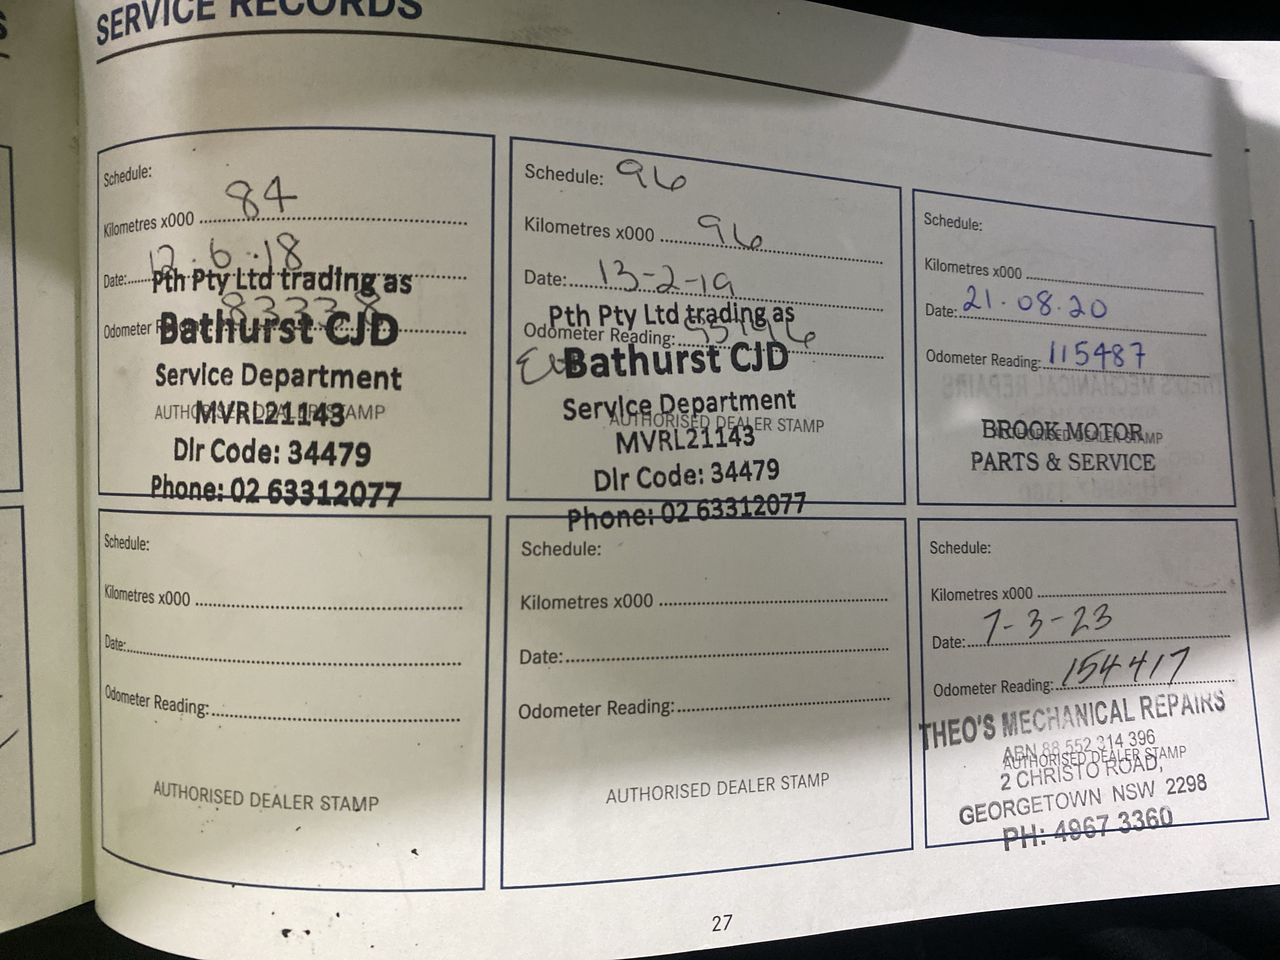 SERVICE RECORDS
Schedule:
Kilometres x000 84
Date: 12.6.18
Pth Pty Ltd trading as
Odometer 83338
Bathurst CJD
Service Department
AUTHORISED DEALER STAMP
MVRL21143
Dlr Code: 34479
Phone: 02 63312077
Schedule: 96
Kilometres x000 96
Date: 13-2-19
Pth Pty Ltd trading as
Odometer Reading:
Bathurst CJD
Service Department
AUTHORISED DEALER STAMP
MVRL21143
Dlr Code: 34479
Phone: 02 63312077
Schedule:
Kilometres x000
Date: 21.08.20
Odometer Reading: 115487
BROOK MOTOR
AUTHORISED DEALER STAMP
PARTS & SERVICE
Schedule:
Kilometres x000
Date:
Odometer Reading:
AUTHORISED DEALER STAMP
Schedule:
Kilometres x000
Date:
Odometer Reading:
AUTHORISED DEALER STAMP
Schedule:
Kilometres x000
Date: 7-3-23
Odometer Reading: 154417
THEO'S MECHANICAL REPAIRS
ABN 88 552 314 396
AUTHORISED DEALER STAMP
2 CHRISTO ROAD,
GEORGETOWN NSW 2298
PH: 4967 3360
27